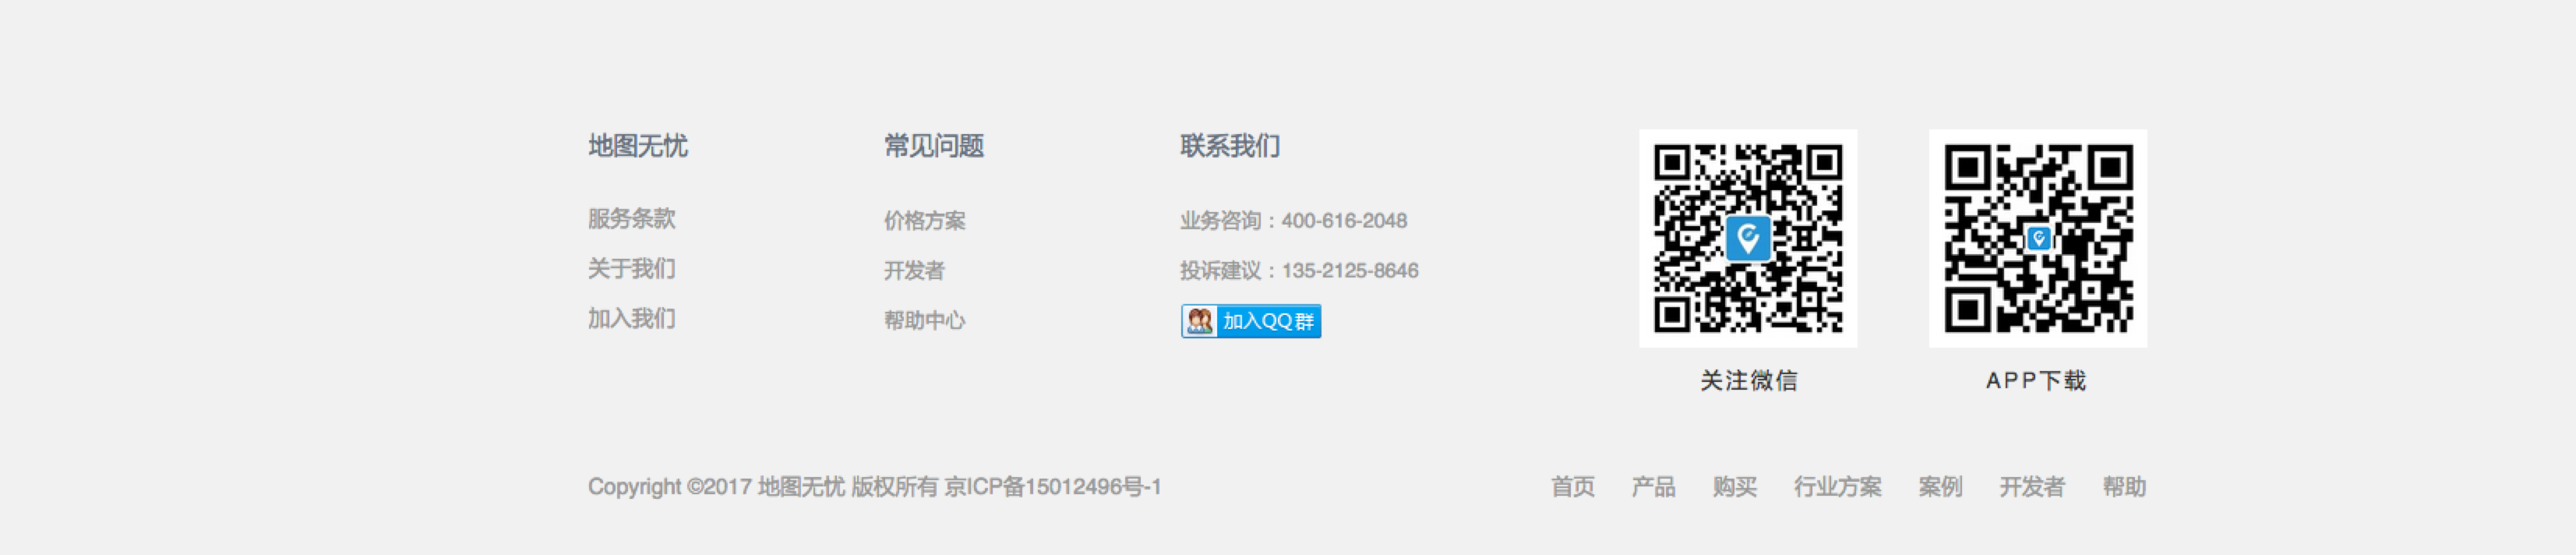 地图无忧
服务条款
关于我们
加入我们
常见问题
价格方案
开发者
帮助中心
联系我们
业务咨询：400-616-2048
投诉建议：135-2125-8646
加入QQ群
关注微信
APP下载
Copyright ©2017 地图无忧 版权所有 京ICP备15012496号-1
首页 产品 购买 行业方案 案例 开发者 帮助